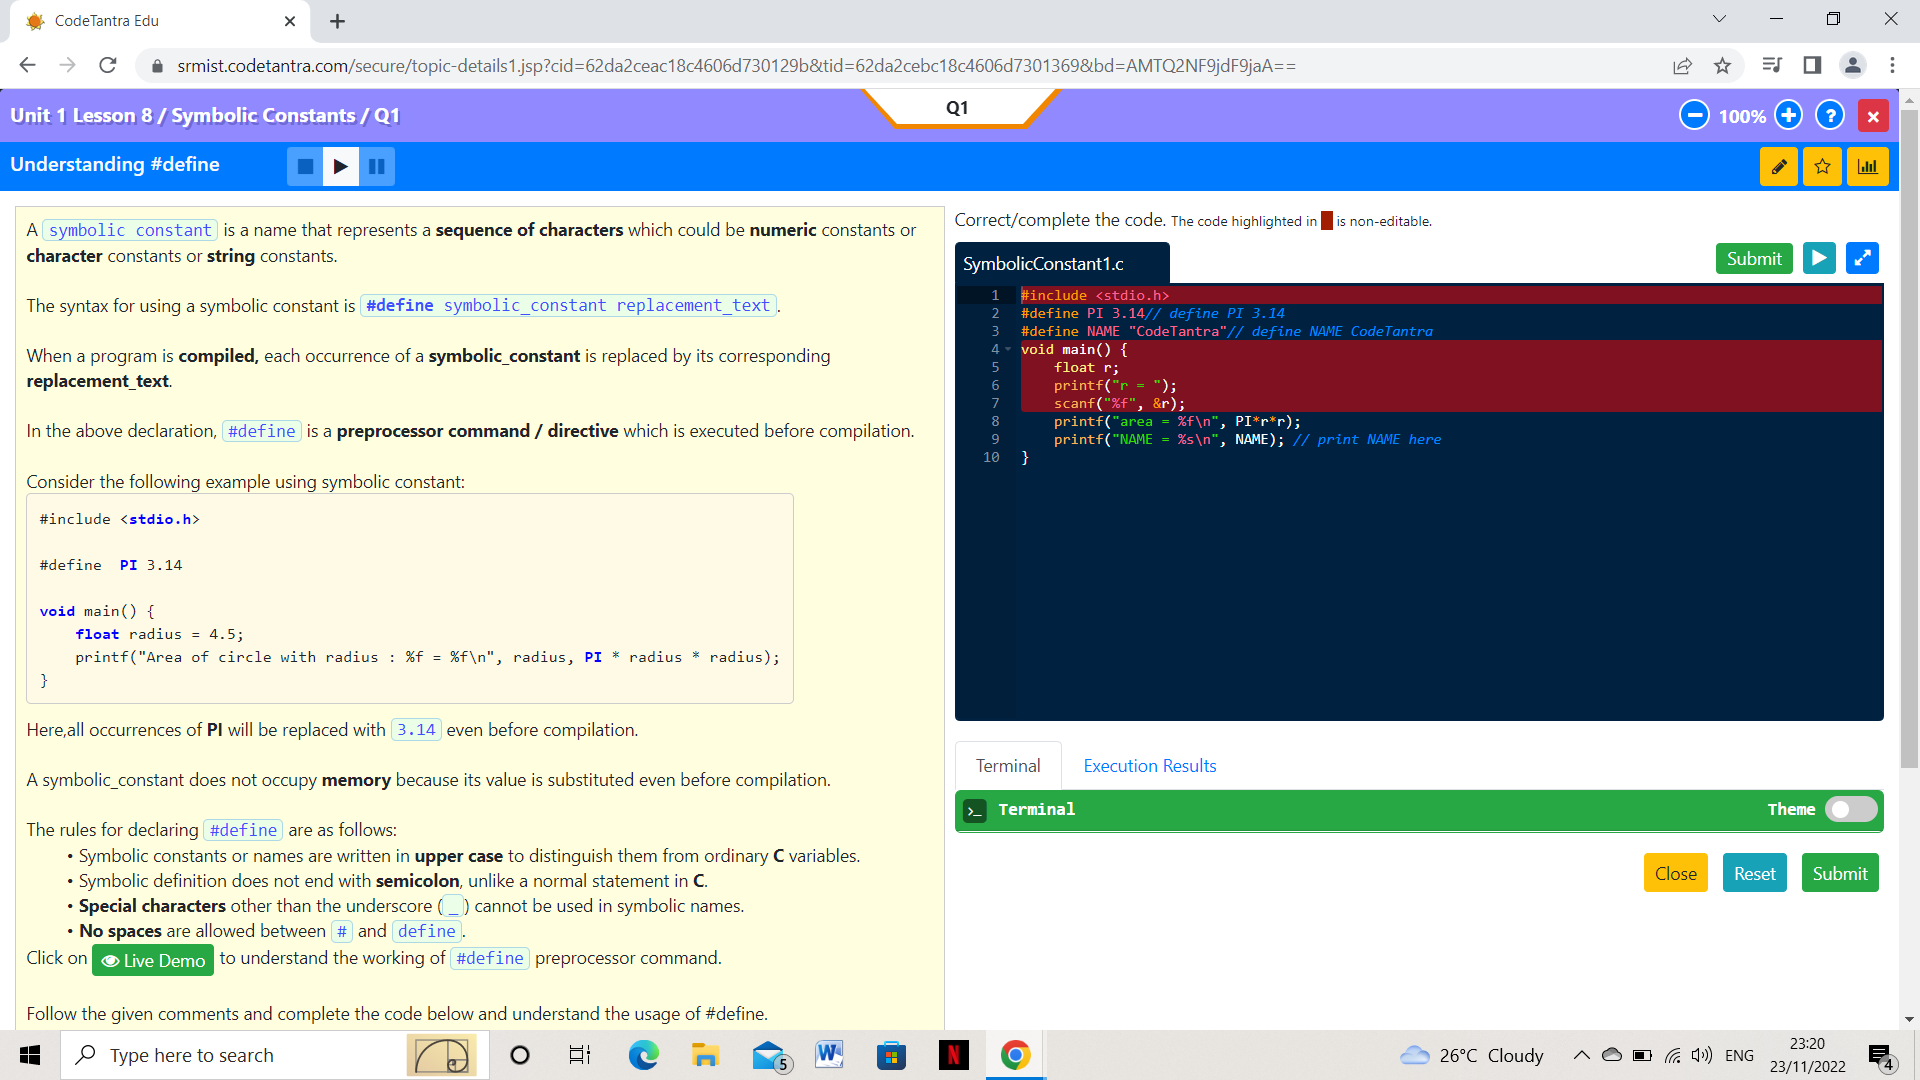 CodeTantra Edu
srmist.codetantra.com/secure/topic-details1.jsp?cid=62da2ceac18c4606d730129b&tid=62da2cebc18c4606d7301369&bd=AMTQ2NF9jdF9jaA==
Unit 1 Lesson 8 / Symbolic Constants / Q1
Q1
100%
Understanding #define
A symbolic constant is a name that represents a sequence of characters which could be numeric constants or
character constants or string constants.
The syntax for using a symbolic constant is #define symbolic_constant replacement_text.
When a program is compiled, each occurrence of a symbolic_constant is replaced by its corresponding
replacement_text.
In the above declaration, #define is a preprocessor command / directive which is executed before compilation.
Consider the following example using symbolic constant:
#include <stdio.h>
#define  PI 3.14
void main() {
    float radius = 4.5;
    printf("Area of circle with radius : %f = %f\n", radius, PI * radius * radius);
}
Here,all occurrences of PI will be replaced with 3.14 even before compilation.
A symbolic_constant does not occupy memory because its value is substituted even before compilation.
The rules for declaring #define are as follows:
• Symbolic constants or names are written in upper case to distinguish them from ordinary C variables.
• Symbolic definition does not end with semicolon, unlike a normal statement in C.
• Special characters other than the underscore ( _ ) cannot be used in symbolic names.
• No spaces are allowed between # and define.
Click on Live Demo to understand the working of #define preprocessor command.
Follow the given comments and complete the code below and understand the usage of #define.
Correct/complete the code. The code highlighted in is non-editable.
SymbolicConstant1.c
Submit
1 #include <stdio.h>
2 #define PI 3.14// define PI 3.14
3 #define NAME "CodeTantra"// define NAME CodeTantra
4 void main() {
5     float r;
6     printf("r = ");
7     scanf("%f", &r);
8     printf("area = %f\n", PI*r*r);
9     printf("NAME = %s\n", NAME); // print NAME here
10 }
Terminal
Execution Results
Terminal
Theme
Close
Reset
Submit
Type here to search
5
26°C Cloudy
ENG
23:20
23/11/2022
4